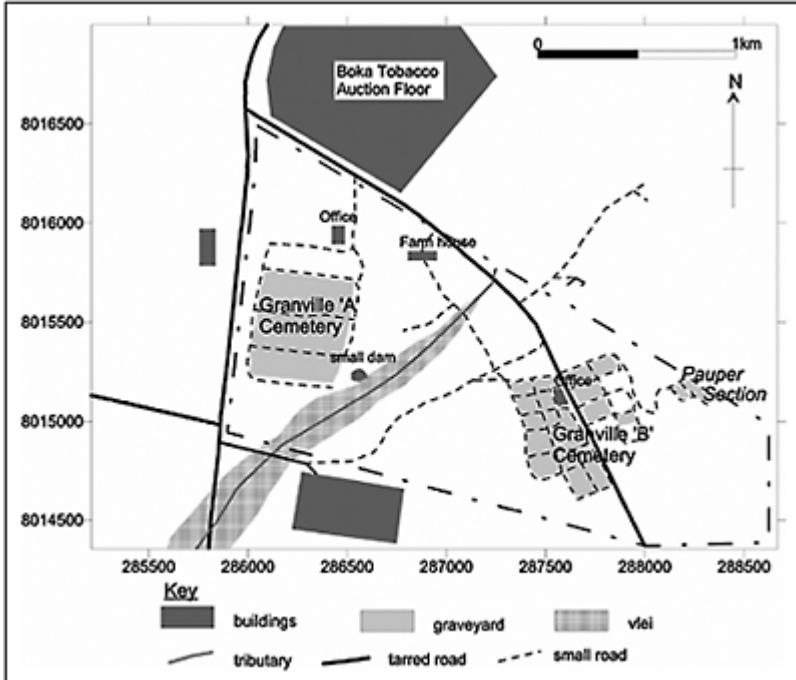 0 1km
Boka Tobacco
Auction Floor
N
8016500
8016000
8015500
8015000
8014500
Office
Farm house
Granville 'A'
Cemetery
small dam
Pauper
Section
Office
Granville 'B'
Cemetery
285500 286000 286500 287000 287500 288000 288500
Key
buildings graveyard vlei
tributary tarred road small road